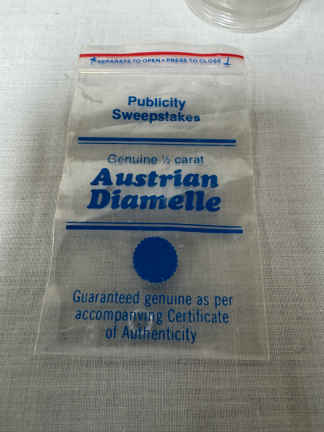 SEPARATE TO OPEN • PRESS TO CLOSE
Publicity
Sweepstakes
Genuine ½ carat
Austrian
Diamelle
Guaranteed genuine as per
accompanying Certificate
of Authenticity